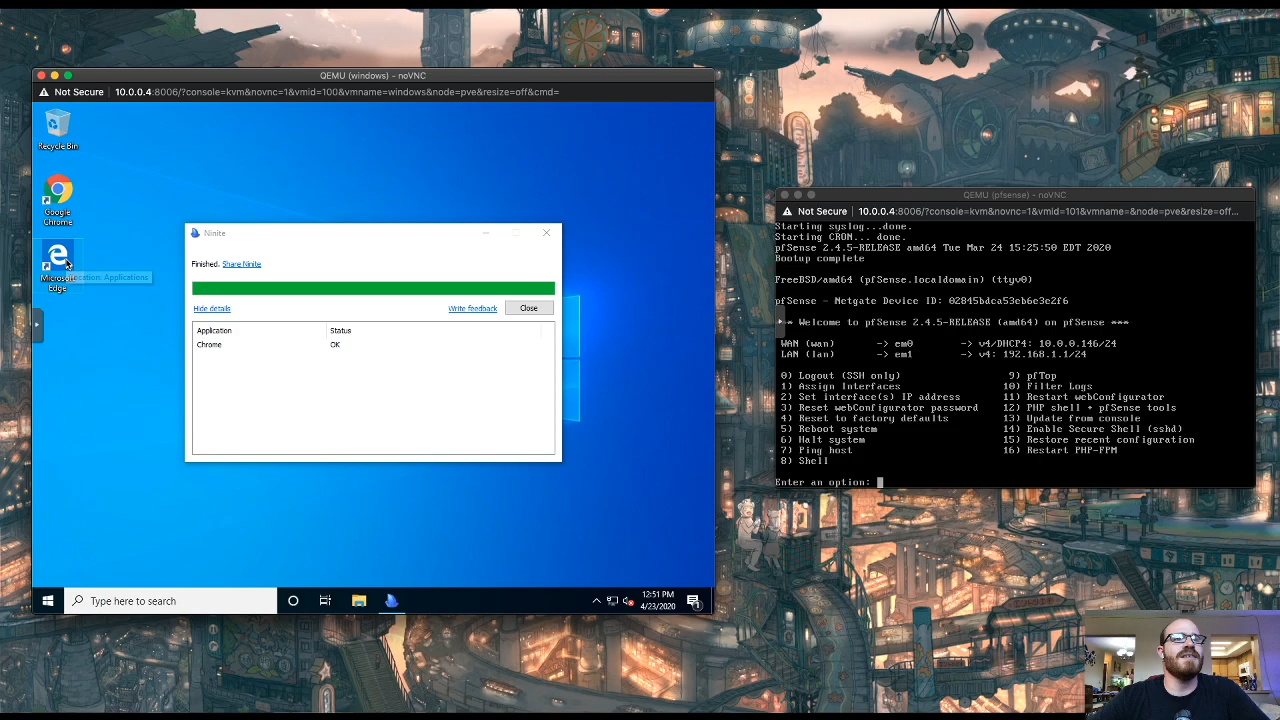 QEMU (windows) - noVNC
Not Secure 10.0.0.4:8006/?console=kvm&novnc=1&vmid=100&vmname=windows&node=pve&resize=off&cmd=
Recycle Bin
Google
Chrome
Microsoft
Edge
Location: Applications
Ninite
Finished. Share Ninite
Hide details
Write feedback
Close
Application Status
Chrome OK
Type here to search
12:51 PM
4/23/2020
1
QEMU (pfsense) - noVNC
Not Secure 10.0.0.4:8006/?console=kvm&novnc=1&vmid=101&vmname=&node=pve&resize=off...
Starting syslog...done.
Starting CRON... done.
pfSense 2.4.5-RELEASE amd64 Tue Mar 24 15:25:50 EDT 2020
Bootup complete
FreeBSD/amd64 (pfSense.localdomain) (ttyv0)
pfSense - Netgate Device ID: 02845bdca53eb6e3e2f6
* Welcome to pfSense 2.4.5-RELEASE (amd64) on pfSense ***
WAN (wan) -> em0 -> v4/DHCP4: 10.0.0.146/24
LAN (lan) -> em1 -> v4: 192.168.1.1/24
0) Logout (SSH only) 9) pfTop
1) Assign Interfaces 10) Filter Logs
2) Set interface(s) IP address 11) Restart webConfigurator
3) Reset webConfigurator password 12) PHP shell + pfSense tools
4) Reset to factory defaults 13) Update from console
5) Reboot system 14) Enable Secure Shell (sshd)
6) Halt system 15) Restore recent configuration
7) Ping host 16) Restart PHP-FPM
8) Shell
Enter an option: